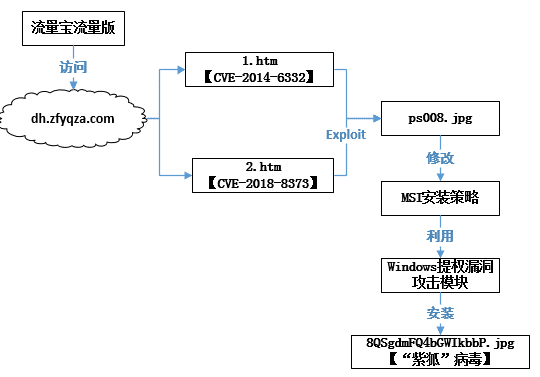 流量宝流量版
访问
dh.zfyqza.com
1.htm
【CVE-2014-6332】
2.htm
【CVE-2018-8373】
Exploit
ps008.jpg
修改
MSI安装策略
利用
Windows提权漏洞
攻击模块
安装
8QSgdmFQ4bGWIkbbP.jpg
【“紫狐”病毒】